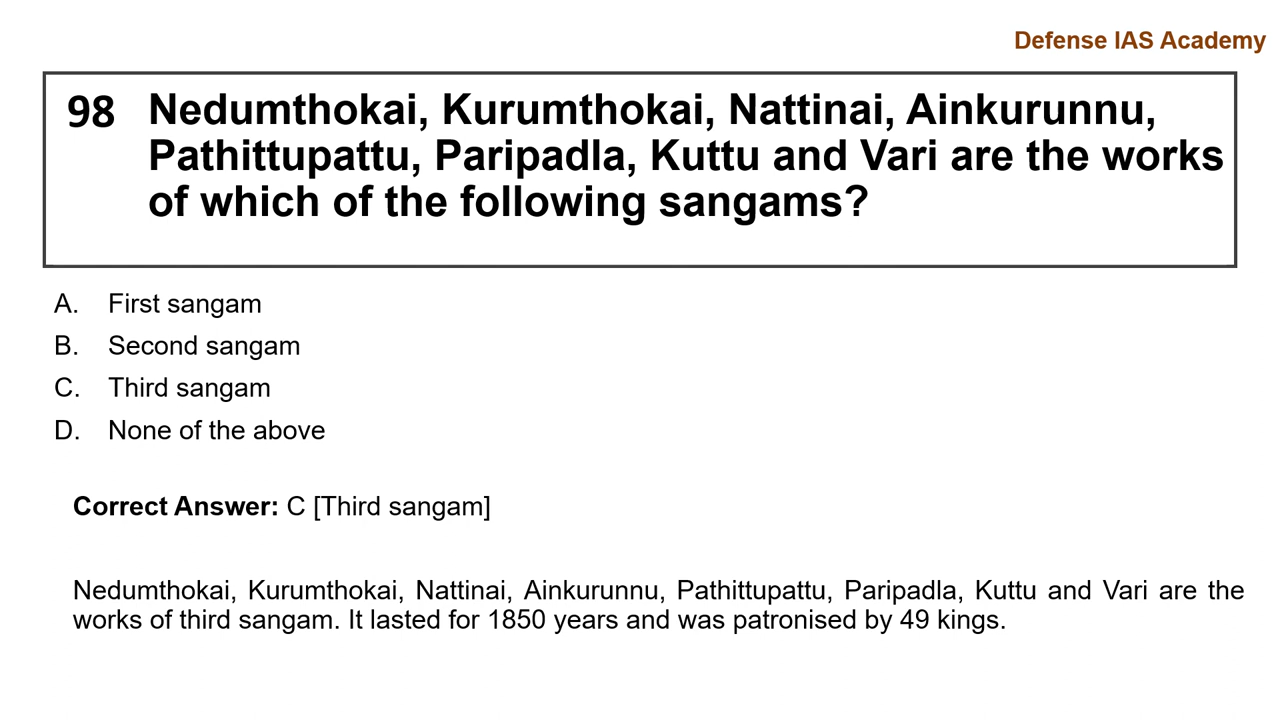 Defense IAS Academy
98 Nedumthokai, Kurumthokai, Nattinai, Ainkurunnu,
Pathittupattu, Paripadla, Kuttu and Vari are the works
of which of the following sangams?
A. First sangam
B. Second sangam
C. Third sangam
D. None of the above
Correct Answer: C [Third sangam]
Nedumthokai, Kurumthokai, Nattinai, Ainkurunnu, Pathittupattu, Paripadla, Kuttu and Vari are the
works of third sangam. It lasted for 1850 years and was patronised by 49 kings.